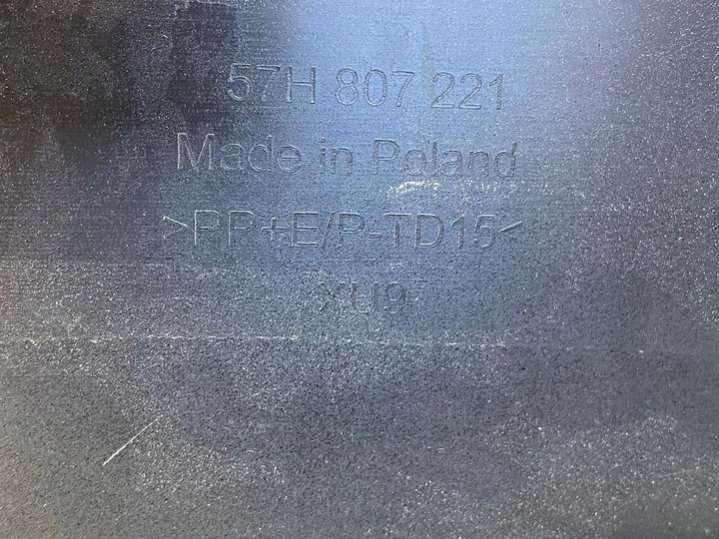 57H 807 221
Made in Poland
>PP+E/P-TD15<
XU9